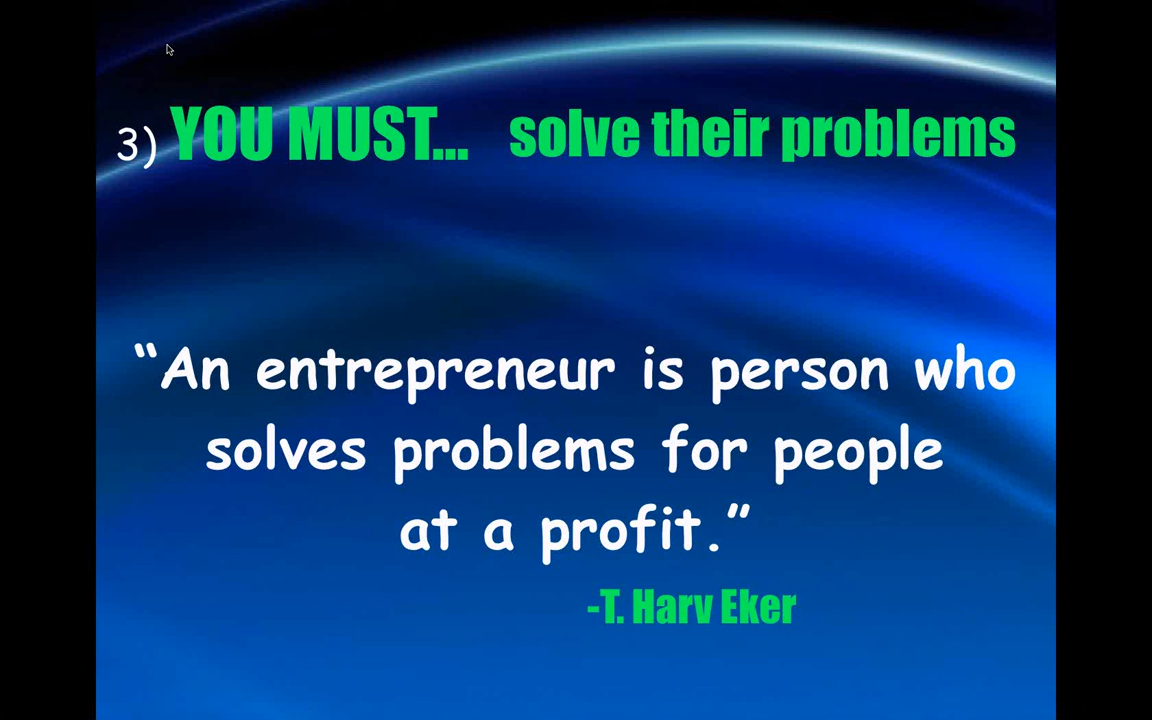 3) YOU MUST... solve their problems
“An entrepreneur is person who
solves problems for people
at a profit.”
-T. Harv Eker